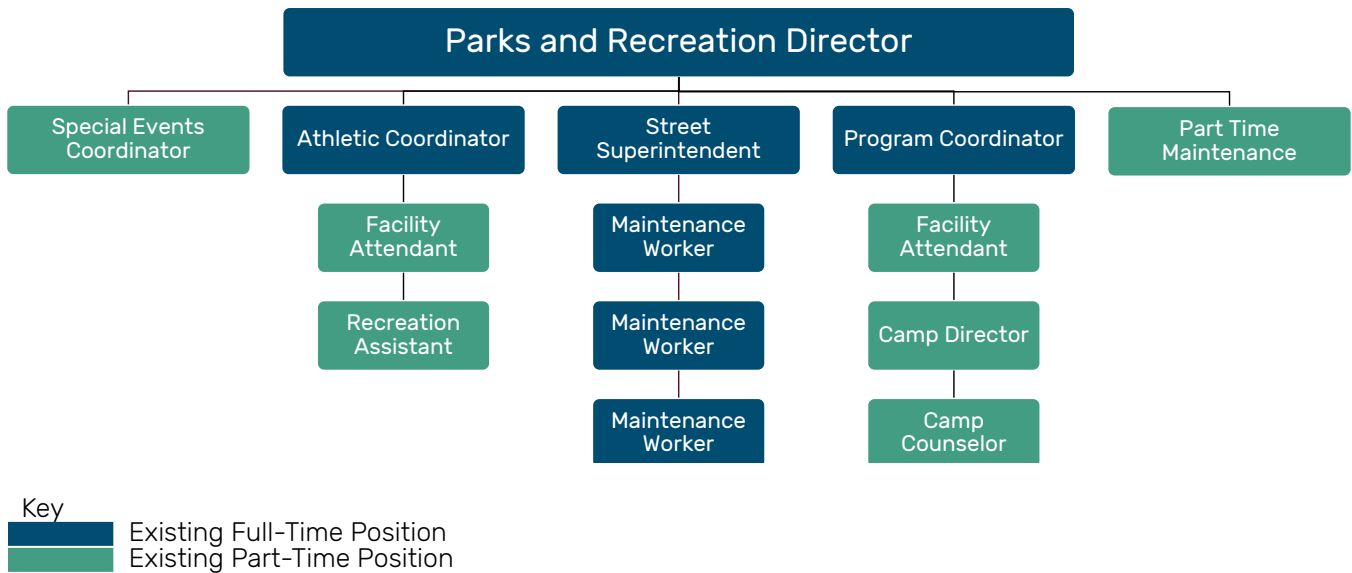 Parks and Recreation Director
Special Events
Coordinator
Athletic Coordinator
Street
Superintendent
Program Coordinator
Part Time
Maintenance
Facility
Attendant
Maintenance
Worker
Facility
Attendant
Recreation
Assistant
Maintenance
Worker
Camp Director
Maintenance
Worker
Camp
Counselor
Key
Existing Full-Time Position
Existing Part-Time Position